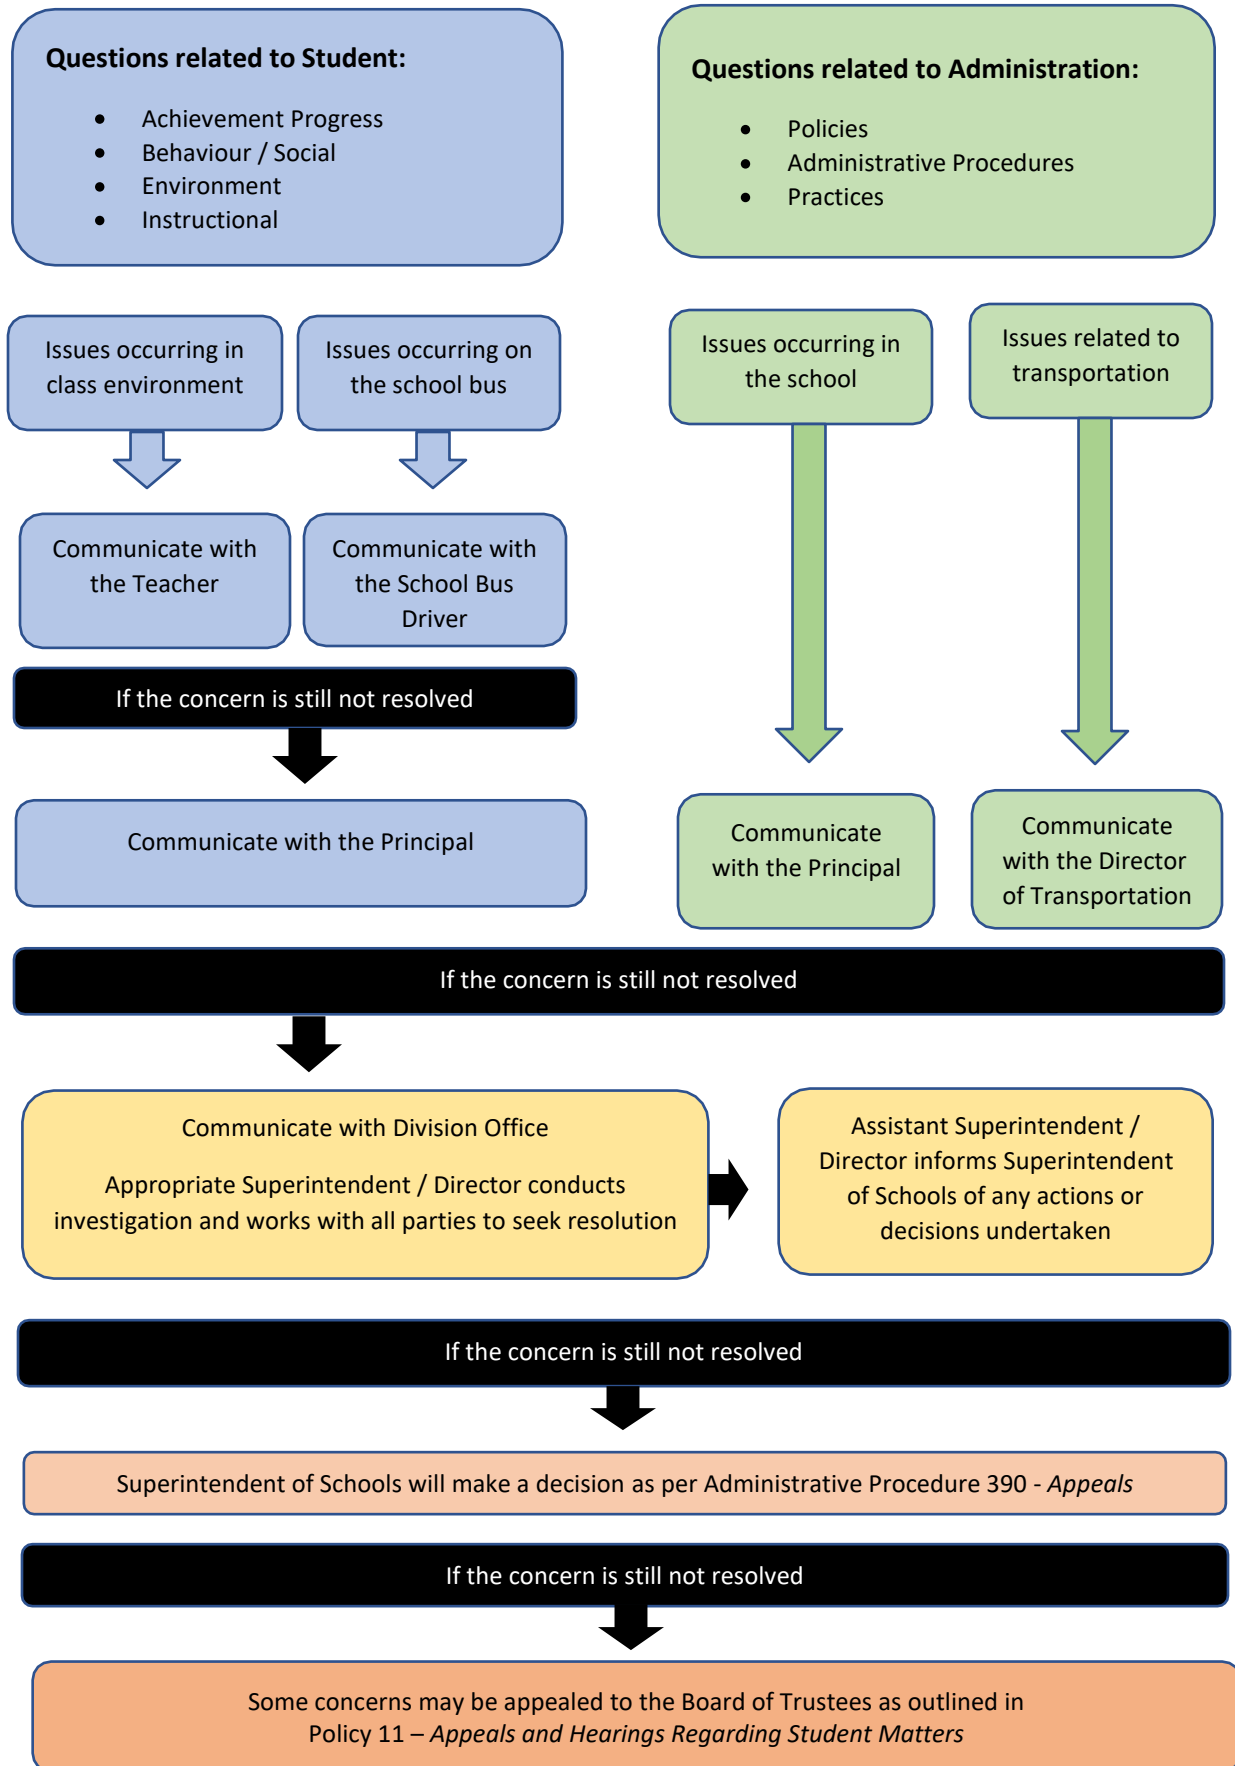 Questions related to Student:
• Achievement Progress
• Behaviour / Social
• Environment
• Instructional
Questions related to Administration:
• Policies
• Administrative Procedures
• Practices
Issues occurring in
class environment
Issues occurring on
the school bus
Issues occurring in
the school
Issues related to
transportation
Communicate with
the Teacher
Communicate with
the School Bus
Driver
If the concern is still not resolved
Communicate with the Principal
Communicate
with the Principal
Communicate
with the Director
of Transportation
If the concern is still not resolved
Communicate with Division Office
Appropriate Superintendent / Director conducts
investigation and works with all parties to seek resolution
Assistant Superintendent /
Director informs Superintendent
of Schools of any actions or
decisions undertaken
If the concern is still not resolved
Superintendent of Schools will make a decision as per Administrative Procedure 390 - Appeals
If the concern is still not resolved
Some concerns may be appealed to the Board of Trustees as outlined in
Policy 11 – Appeals and Hearings Regarding Student Matters